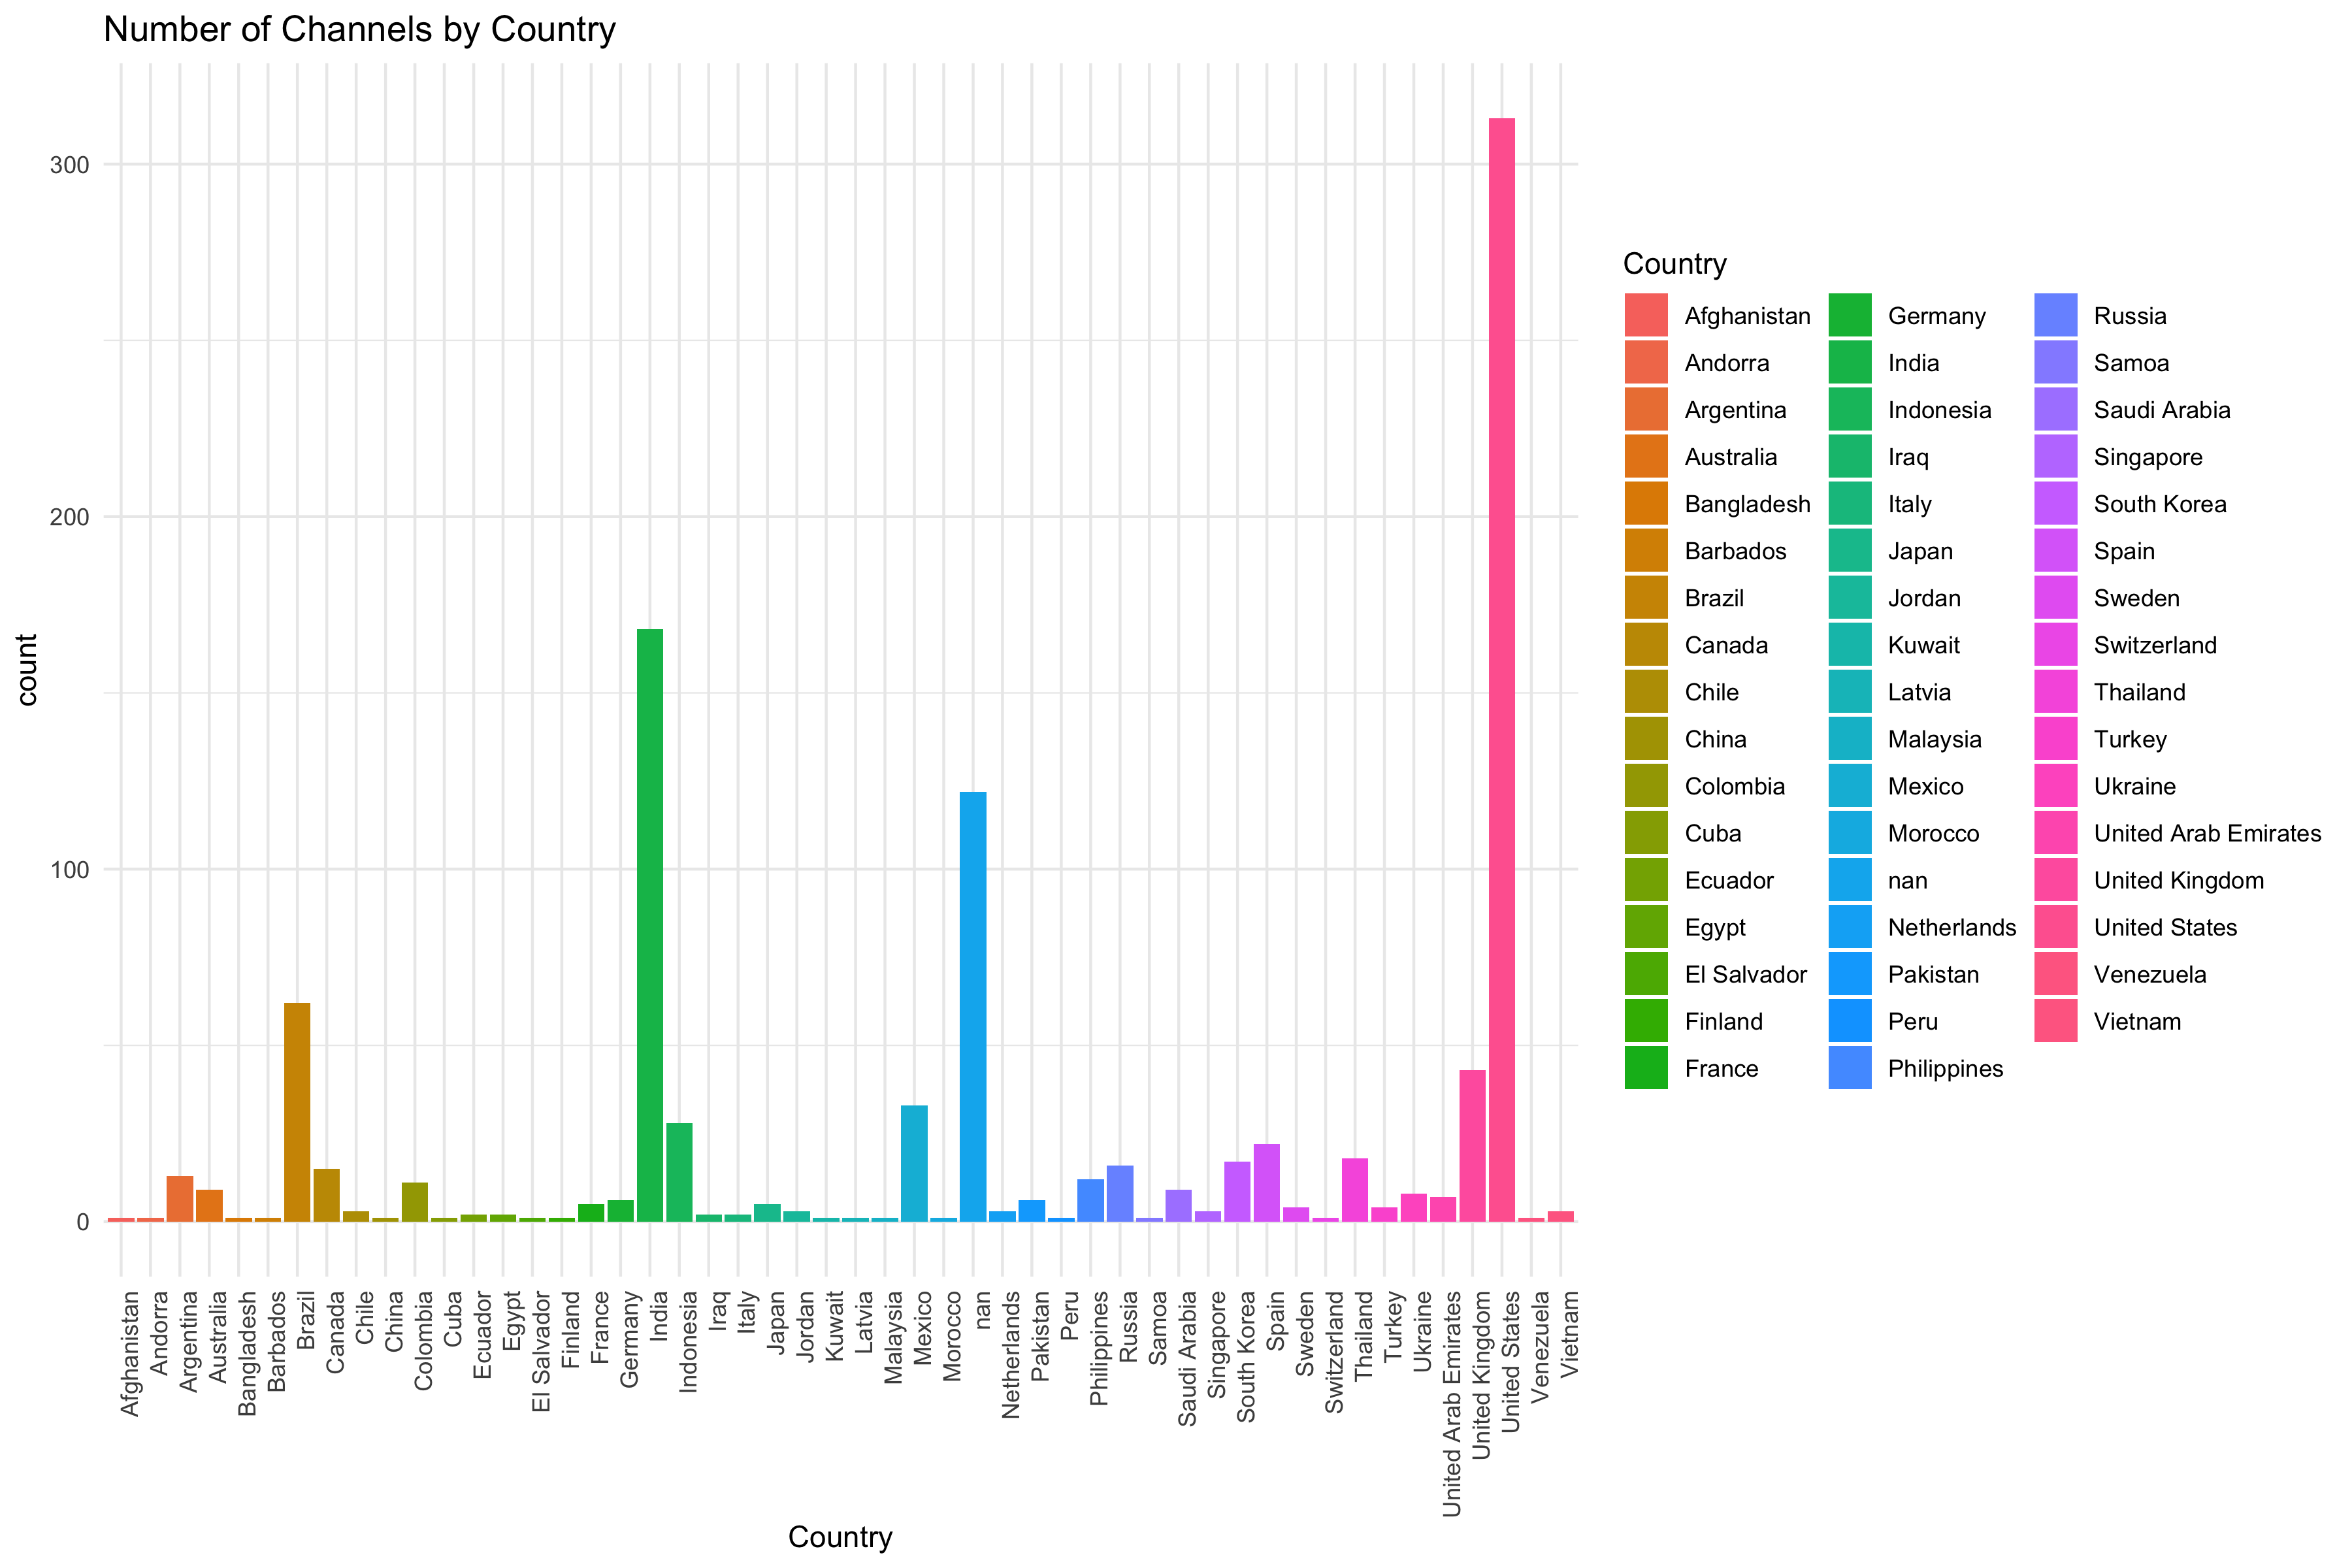 Number of Channels by Country
count
300
200
100
0
Afghanistan
Andorra
Argentina
Australia
Bangladesh
Barbados
Brazil
Canada
Chile
China
Colombia
Cuba
Ecuador
Egypt
El Salvador
Finland
France
Germany
India
Indonesia
Iraq
Italy
Japan
Jordan
Kuwait
Latvia
Malaysia
Mexico
Morocco
nan
Netherlands
Pakistan
Peru
Philippines
Russia
Samoa
Saudi Arabia
Singapore
South Korea
Spain
Sweden
Switzerland
Thailand
Turkey
Ukraine
United Arab Emirates
United Kingdom
United States
Venezuela
Vietnam
Country
Country
Afghanistan
Andorra
Argentina
Australia
Bangladesh
Barbados
Brazil
Canada
Chile
China
Colombia
Cuba
Ecuador
Egypt
El Salvador
Finland
France
Germany
India
Indonesia
Iraq
Italy
Japan
Jordan
Kuwait
Latvia
Malaysia
Mexico
Morocco
nan
Netherlands
Pakistan
Peru
Philippines
Russia
Samoa
Saudi Arabia
Singapore
South Korea
Spain
Sweden
Switzerland
Thailand
Turkey
Ukraine
United Arab Emirates
United Kingdom
United States
Venezuela
Vietnam